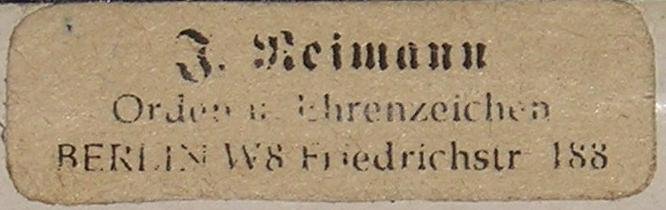 J. Reimann
Orden u. Ehrenzeichen
BERLIN W8 Friedrichstr 188